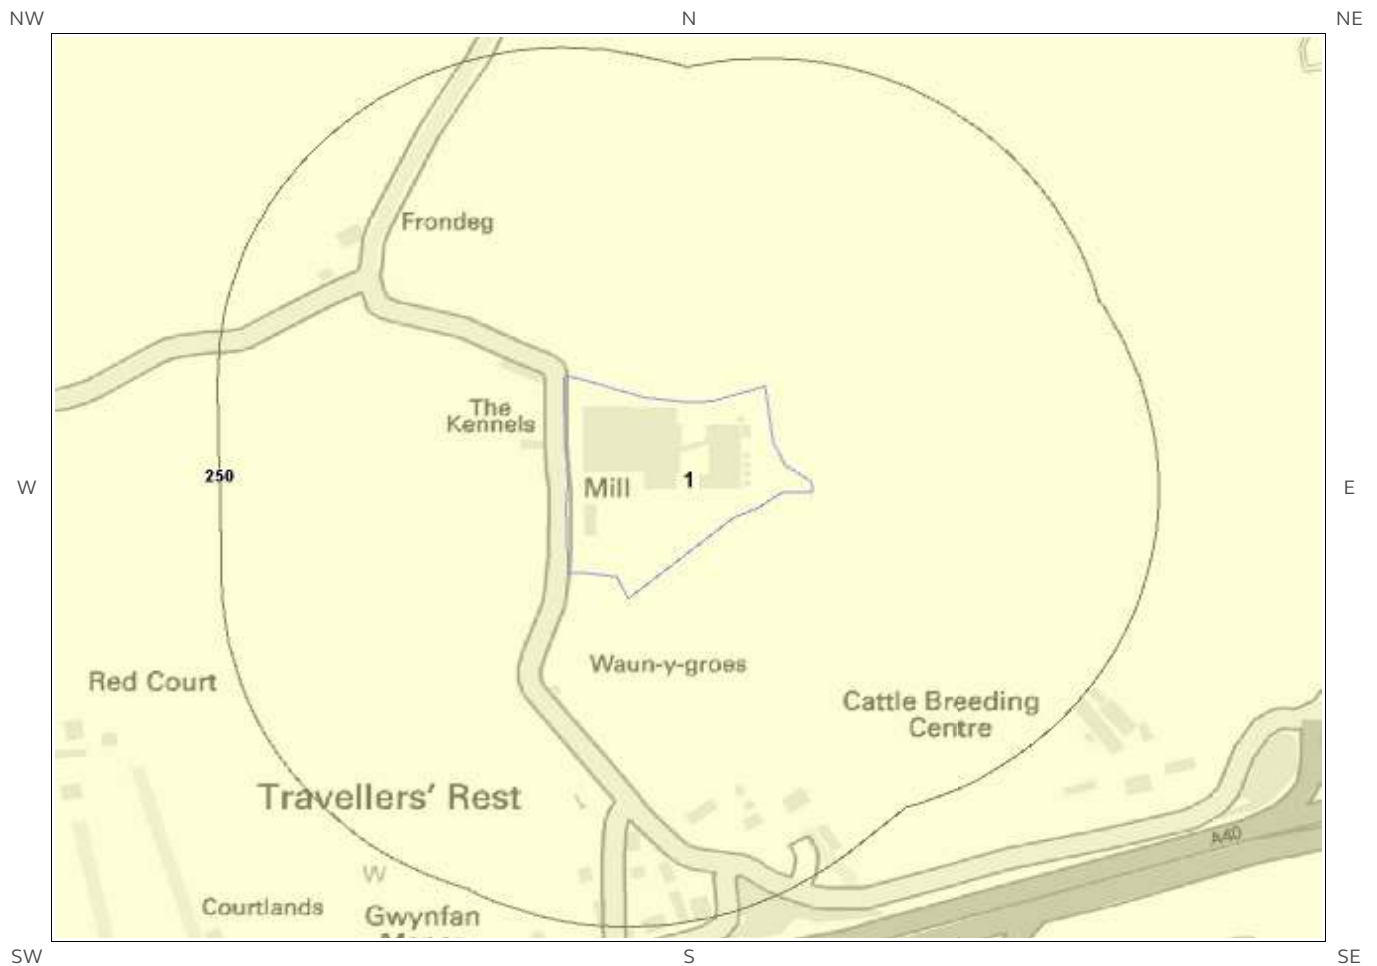 NW
N
NE
Frondeg
The
Kennels
250
W
1
Mill
E
Waun-y-groes
Red Court
Cattle Breeding
Centre
Travellers' Rest
A40
W
Courtlands
Gwynfan
SW
S
SE